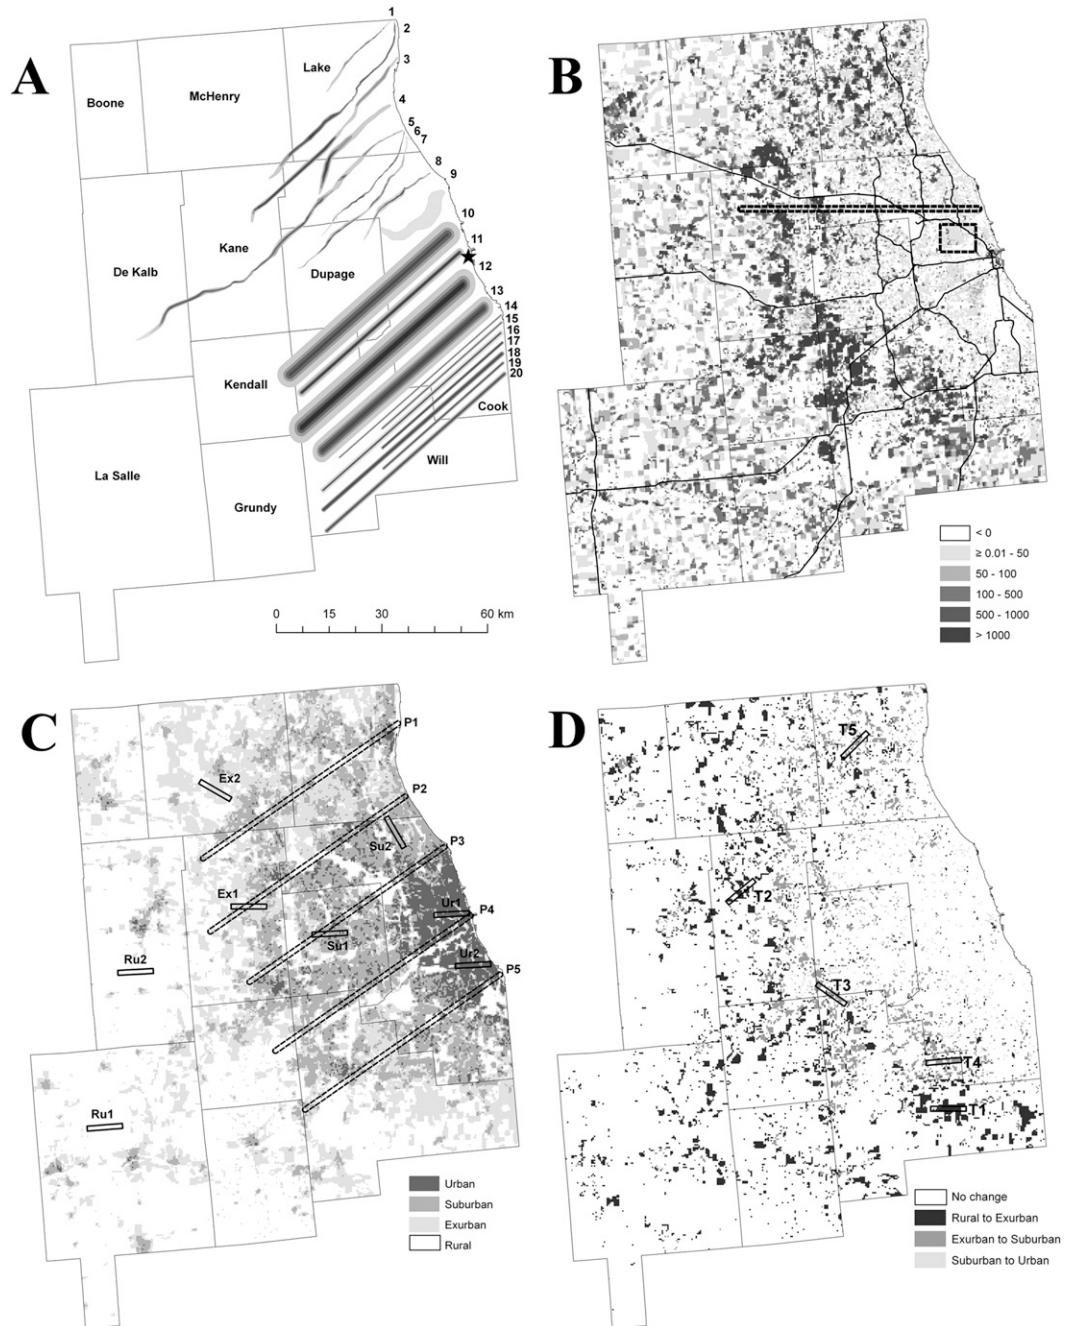 A
1
2
3
4
5
6
7
8
9
10
11
12
13
14
15
16
17
18
19
20
Lake
McHenry
Boone
Kane
De Kalb
Dupage
Kendall
Cook
Will
La Salle
Grundy
0 15 30 60 km
B
< 0
≥ 0.01 - 50
50 - 100
100 - 500
500 - 1000
> 1000
C
P1
Ex2
P2
Su2
P3
Ex1
Ur1
P4
Su1
Ru2
Ur2
P5
Ru1
Urban
Suburban
Exurban
Rural
D
T5
T2
T3
T4
T1
No change
Rural to Exurban
Exurban to Suburban
Suburban to Urban